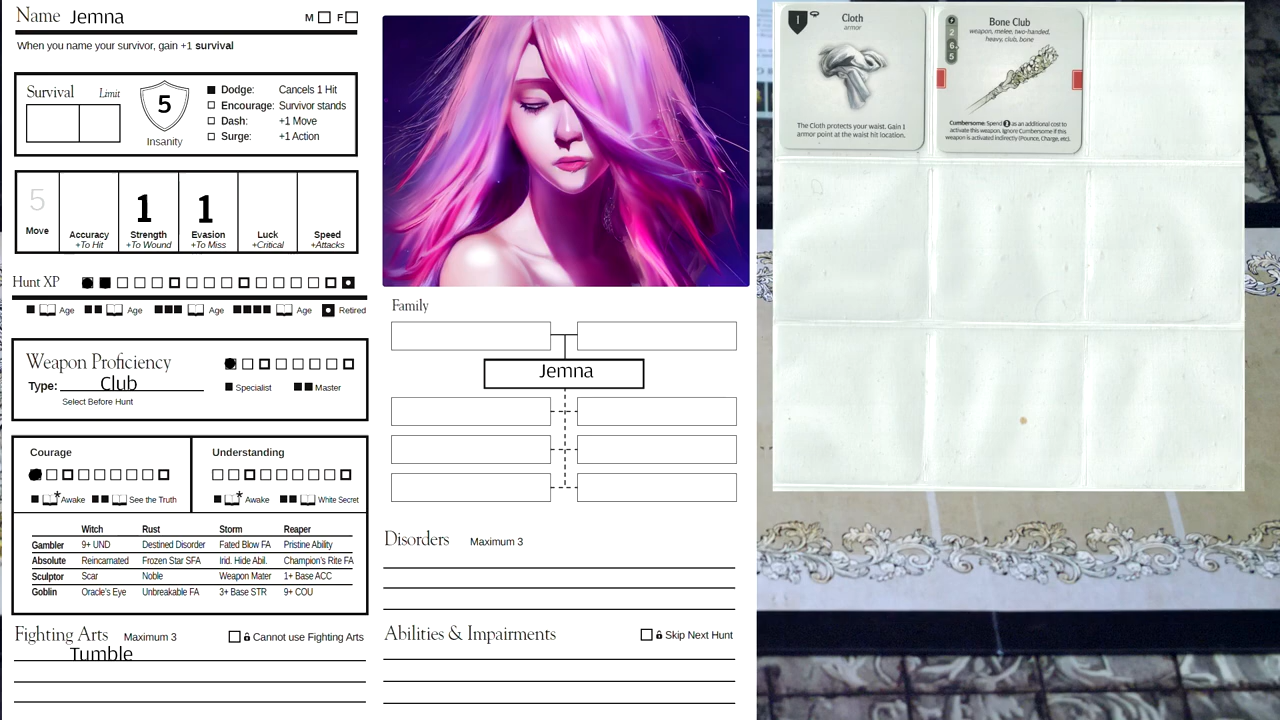 Name Jemna M F
When you name your survivor, gain +1 survival
Survival Limit
5
Insanity
Dodge: Cancels 1 Hit
Encourage: Survivor stands
Dash: +1 Move
Surge: +1 Action
5 1 1
Move Accuracy Strength Evasion Luck Speed
+To Hit +To Wound +To Miss +Critical +Attacks
Hunt XP
Age Age Age Age Retired
Weapon Proficiency
Type: Club
Select Before Hunt
Specialist Master
Courage
Awake See the Truth
Understanding
Awake White Secret
Witch Rust Storm Reaper
Gambler 9+ UND Destined Disorder Fated Blow FA Pristine Ability
Absolute Reincarnated Frozen Star SFA Irid. Hide Abil. Champion's Rite FA
Sculptor Scar Noble Weapon Mater 1+ Base ACC
Goblin Oracle's Eye Unbreakable FA 3+ Base STR 9+ COU
Fighting Arts Maximum 3 Cannot use Fighting Arts
Tumble
Family
Jemna
Disorders Maximum 3
Abilities & Impairments Skip Next Hunt
1
Cloth
armor
The Cloth protects your waist. Gain 1
armor point at the waist hit location.
2
6+
5
Bone Club
weapon, melee, two-handed,
heavy, club, bone
Cumbersome: Spend as an additional cost to
activate this weapon. Ignore Cumbersome if this
weapon is activated indirectly (Pounce, Charge, etc).